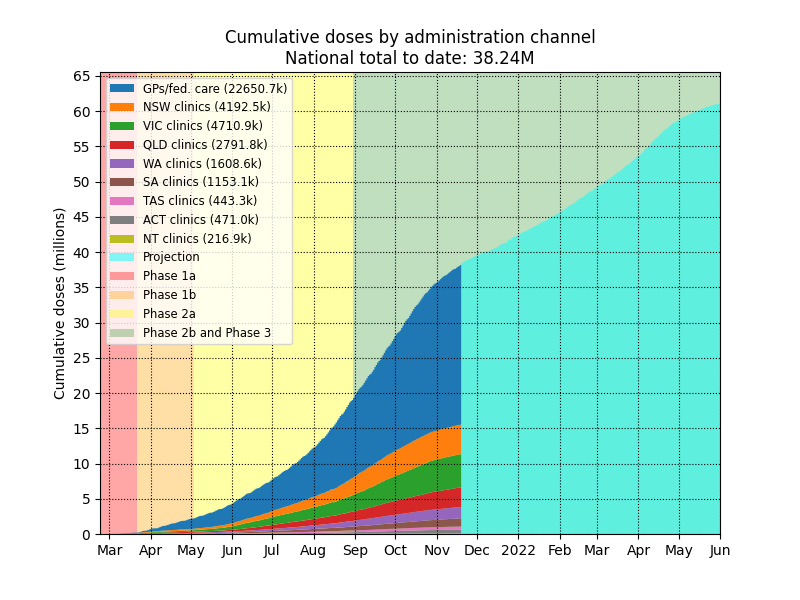 Cumulative doses by administration channel
National total to date: 38.24M
Cumulative doses (millions)
65
60
55
50
45
40
35
30
25
20
15
10
5
0
GPs/fed. care (22650.7k)
NSW clinics (4192.5k)
VIC clinics (4710.9k)
QLD clinics (2791.8k)
WA clinics (1608.6k)
SA clinics (1153.1k)
TAS clinics (443.3k)
ACT clinics (471.0k)
NT clinics (216.9k)
Projection
Phase 1a
Phase 1b
Phase 2a
Phase 2b and Phase 3
Mar Apr May Jun Jul Aug Sep Oct Nov Dec 2022 Feb Mar Apr May Jun